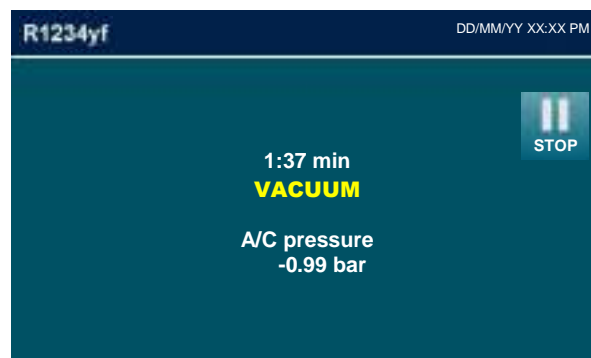 R1234yf
DD/MM/YY XX:XX PM
STOP
1:37 min
VACUUM
A/C pressure
-0.99 bar